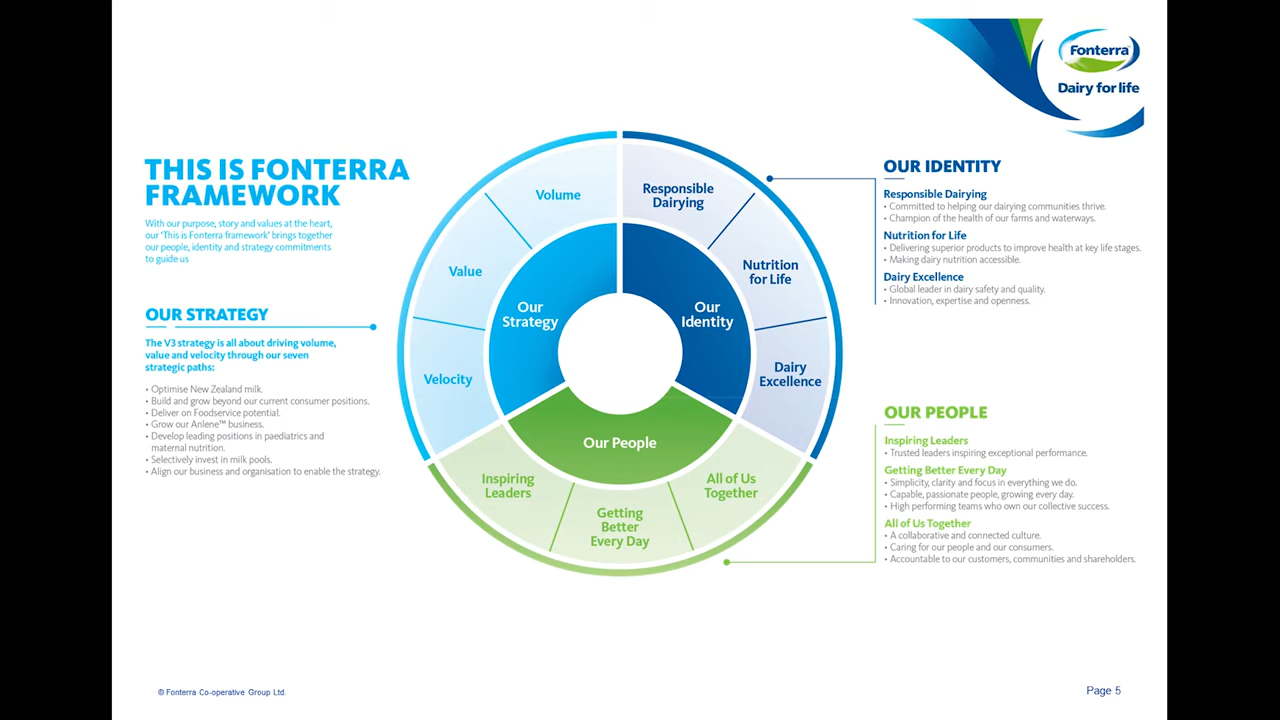 Fonterra
Dairy for life
THIS IS FONTERRA
FRAMEWORK
With our purpose, story and values at the heart,
our 'This is Fonterra framework' brings together
our people, identity and strategy commitments
to guide us
OUR STRATEGY
The V3 strategy is all about driving volume,
value and velocity through our seven
strategic paths:
• Optimise New Zealand milk.
• Build and grow beyond our current consumer positions.
• Deliver on Foodservice potential.
• Grow our Anlene™ business.
• Develop leading positions in paediatrics and
maternal nutrition.
• Selectively invest in milk pools.
• Align our business and organisation to enable the strategy.
Volume
Value
Velocity
Our
Strategy
Responsible
Dairying
Nutrition
for Life
Dairy
Excellence
Our
Identity
Our People
Inspiring
Leaders
Getting
Better
Every Day
All of Us
Together
OUR IDENTITY
Responsible Dairying
• Committed to helping our dairying communities thrive.
• Champion of the health of our farms and waterways.
Nutrition for Life
• Delivering superior products to improve health at key life stages.
• Making dairy nutrition accessible.
Dairy Excellence
• Global leader in dairy safety and quality.
• Innovation, expertise and openness.
OUR PEOPLE
Inspiring Leaders
• Trusted leaders inspiring exceptional performance.
Getting Better Every Day
• Simplicity, clarity and focus in everything we do.
• Capable, passionate people, growing every day.
• High performing teams who own our collective success.
All of Us Together
• A collaborative and connected culture.
• Caring for our people and our consumers.
• Accountable to our customers, communities and shareholders.
© Fonterra Co-operative Group Ltd.
Page 5